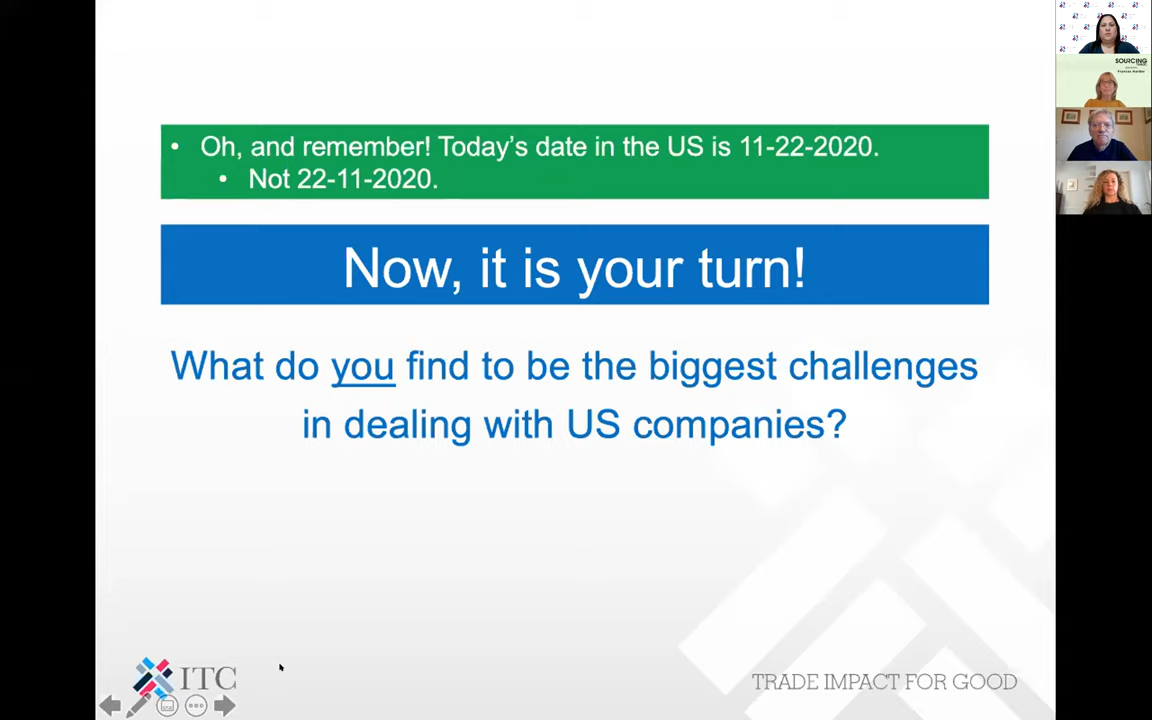 • Oh, and remember! Today's date in the US is 11-22-2020.
• Not 22-11-2020.
Now, it is your turn!
What do you find to be the biggest challenges
in dealing with US companies?
ITC
TRADE IMPACT FOR GOOD
SOURCING
Frances Harder